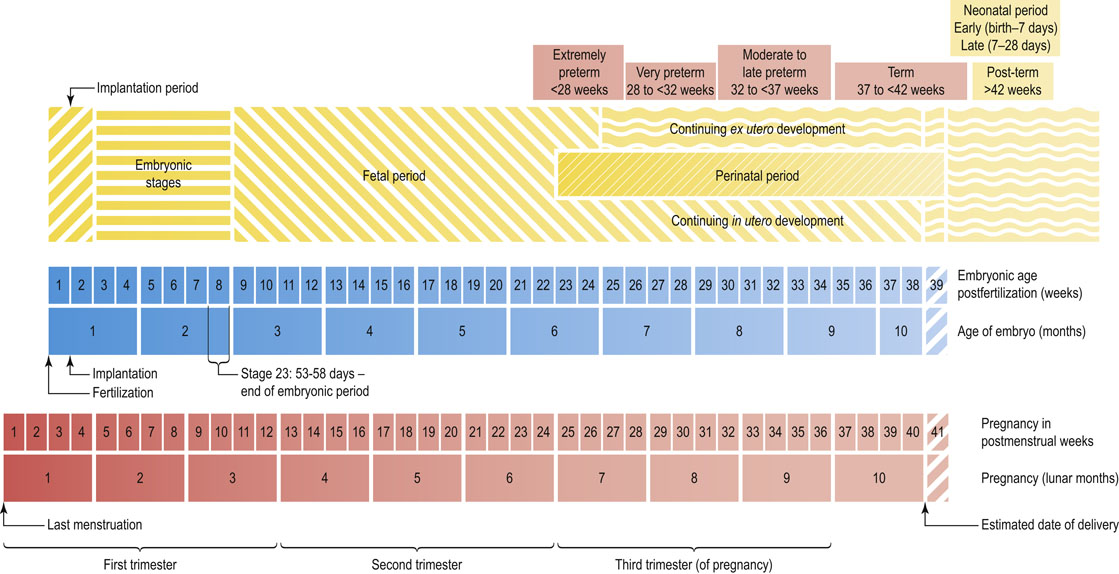 Neonatal period
Early (birth–7 days)
Late (7–28 days)
Extremely
preterm
<28 weeks
Very preterm
28 to <32 weeks
Moderate to
late preterm
32 to <37 weeks
Term
37 to <42 weeks
Post-term
>42 weeks
Implantation period
Embryonic
stages
Fetal period
Continuing ex utero development
Perinatal period
Continuing in utero development
1 2 3 4 5 6 7 8 9 10 11 12 13 14 15 16 17 18 19 20 21 22 23 24 25 26 27 28 29 30 31 32 33 34 35 36 37 38 39
Embryonic age
postfertilization (weeks)
1 2 3 4 5 6 7 8 9 10
Age of embryo (months)
Implantation
Fertilization
Stage 23: 53-58 days –
end of embryonic period
1 2 3 4 5 6 7 8 9 10 11 12 13 14 15 16 17 18 19 20 21 22 23 24 25 26 27 28 29 30 31 32 33 34 35 36 37 38 39 40 41
Pregnancy in
postmenstrual weeks
1 2 3 4 5 6 7 8 9 10
Pregnancy (lunar months)
Last menstruation
Estimated date of delivery
First trimester
Second trimester
Third trimester (of pregnancy)